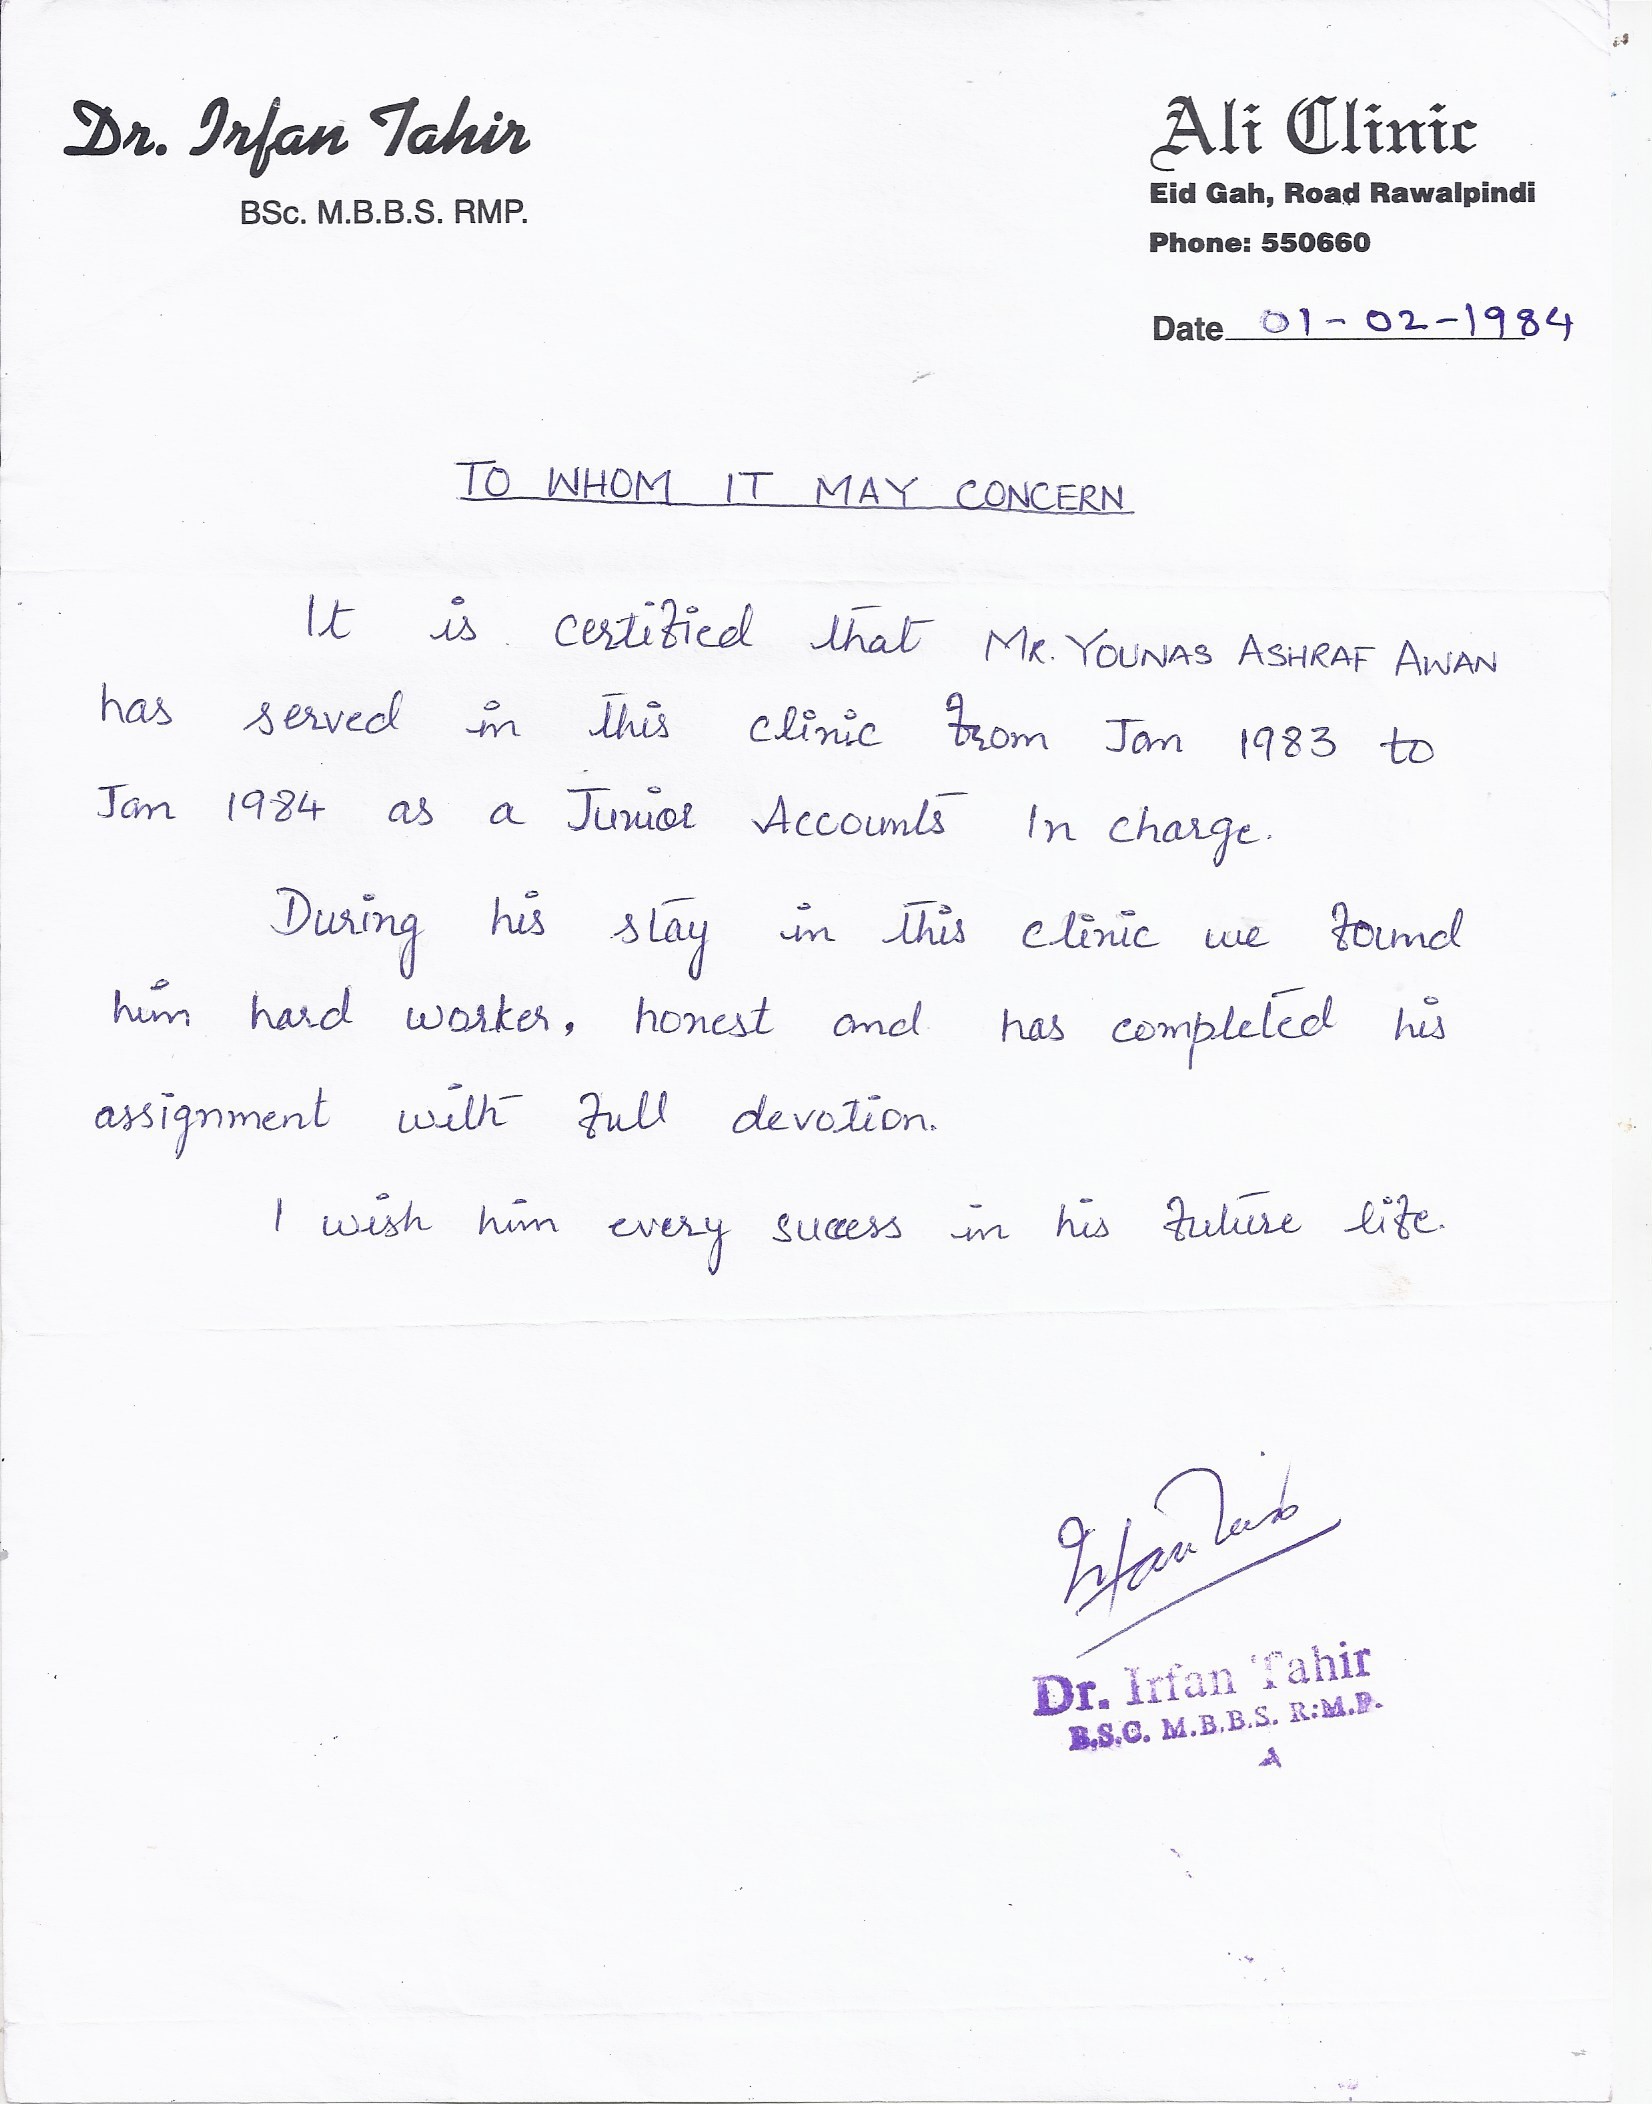 Dr. Irfan Tahir
BSc. M.B.B.S. RMP.
Ali Clinic
Eid Gah, Road Rawalpindi
Phone: 550660
Date 01-02-1984
TO WHOM IT MAY CONCERN
It is certified that MR. YOUNAS ASHRAF AWAN
has served in this clinic from Jan 1983 to
Jan 1984 as a Junior Accounts In charge.
During his stay in this clinic we found
him hard worker, honest and has completed his
assignment with full devotion.
I wish him every success in his future life.
Irfan Tahir
Dr. Irfan Tahir
B.S.C. M.B.B.S. R.M.P.
A